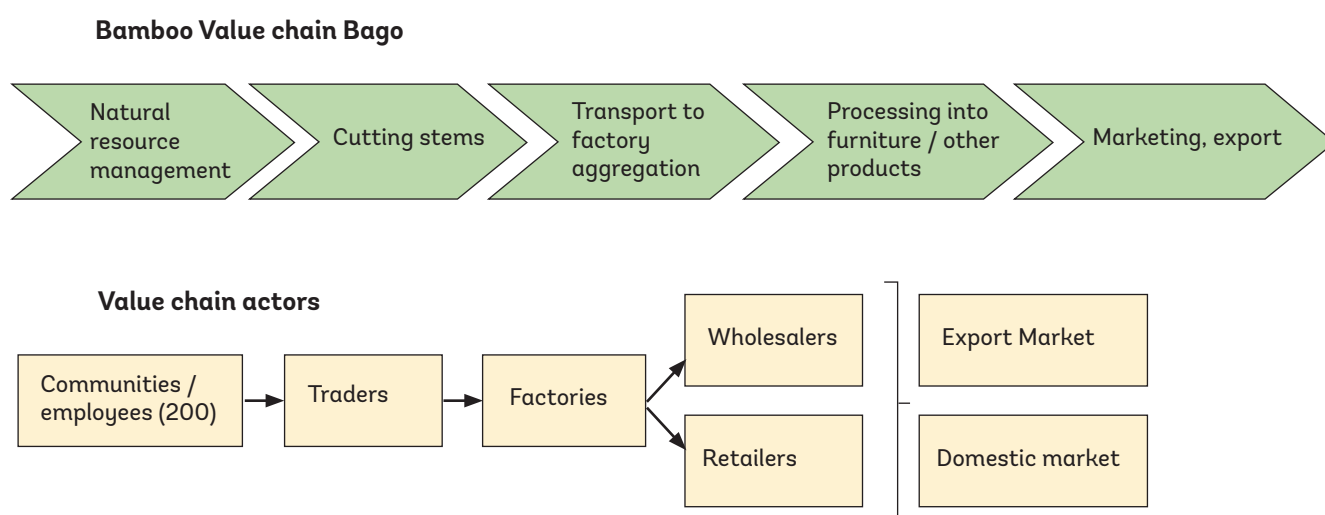 Bamboo Value chain Bago
Natural
resource
management
Cutting stems
Transport to
factory
aggregation
Processing into
furniture / other
products
Marketing, export
Value chain actors
Communities /
employees (200)
Traders
Factories
Wholesalers
Retailers
Export Market
Domestic market